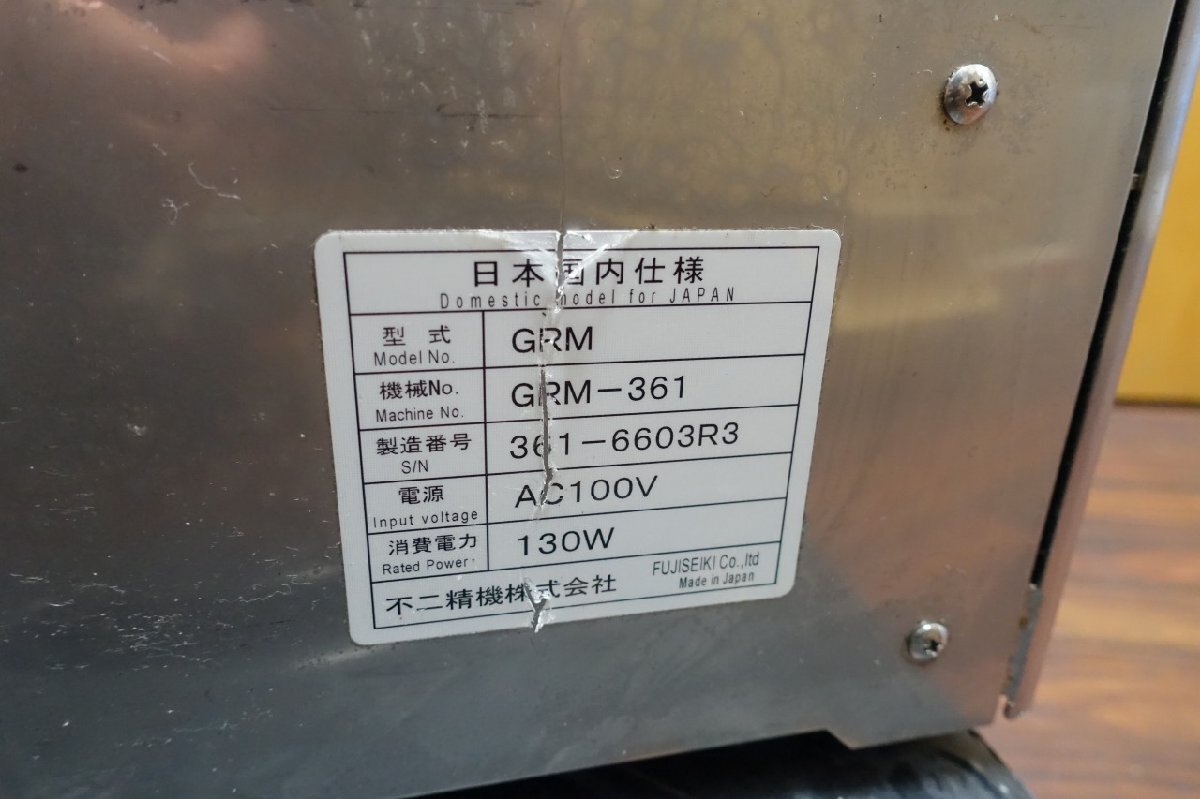 日本国内仕様
Domestic model for JAPAN
型 式 GRM
Model No.
機械No. GRM-361
Machine No.
製造番号 361-6603R3
S/N
電源 AC100V
Input voltage
消費電力 130W
Rated Power
不二精機株式会社 FUJISEIKI Co.,ltd
Made in Japan